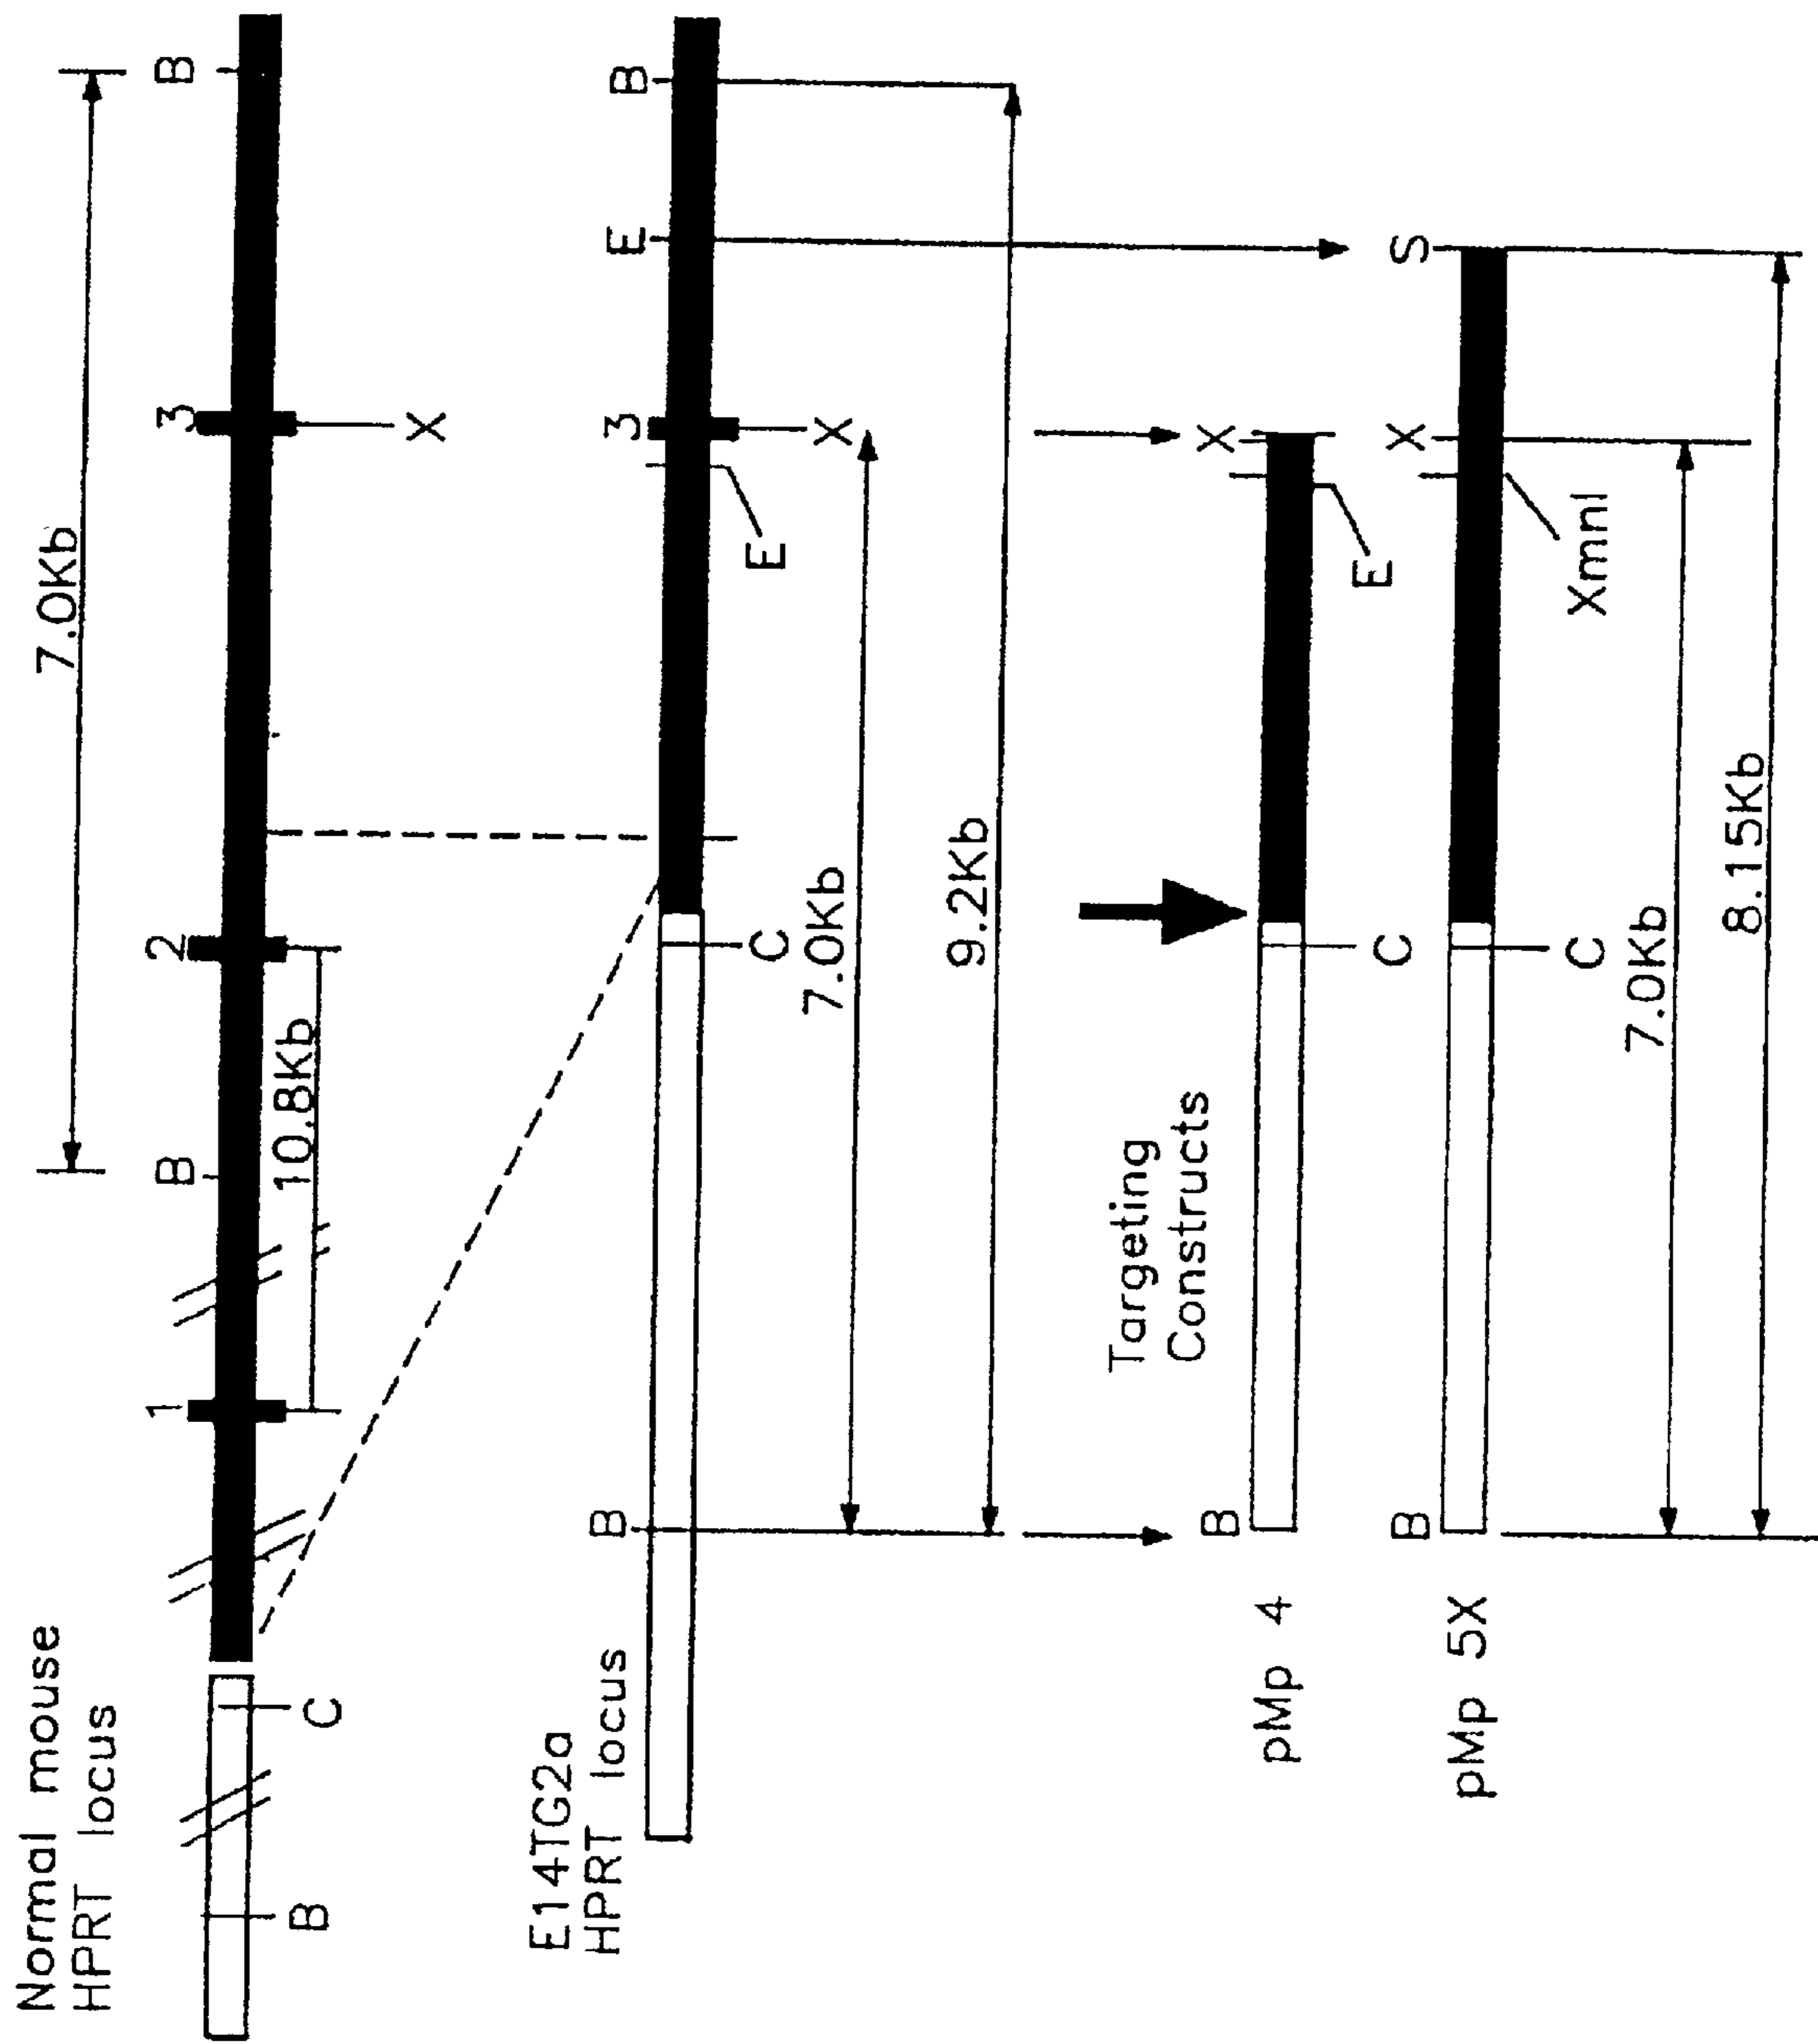 Normal mouse
HPRT locus
7.0Kb
B
C
1
B
2
3
B
10.8Kb
X
E14TG2a
HPRT locus
B
C
3
E
B
E
X
7.0Kb
9.2Kb
Targeting
Constructs
pMp 4
B
C
X
E
pMp 5X
B
C
X
S
XmnI
7.0Kb
8.15Kb